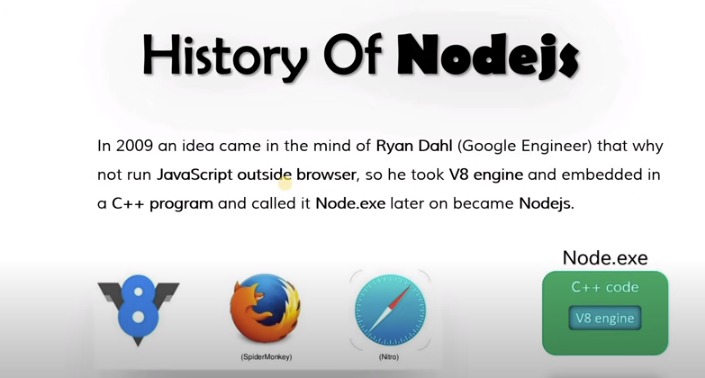 History Of Nodejs
In 2009 an idea came in the mind of Ryan Dahl (Google Engineer) that why
not run JavaScript outside browser, so he took V8 engine and embedded in
a C++ program and called it Node.exe later on became Nodejs.
Node.exe
C++ code
V8 engine
8
(SpiderMonkey)
(Nitro)